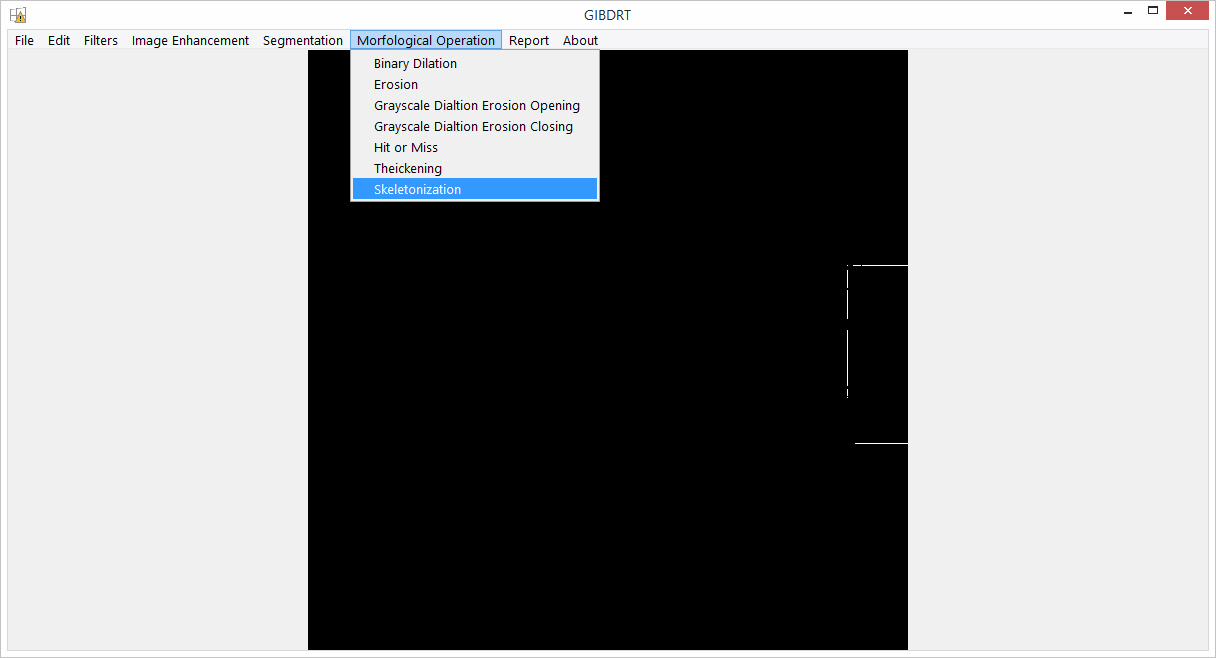 GIBDRT
File Edit Filters Image Enhancement Segmentation Morfological Operation Report About
Binary Dilation
Erosion
Grayscale Dialtion Erosion Opening
Grayscale Dialtion Erosion Closing
Hit or Miss
Theickening
Skeletonization